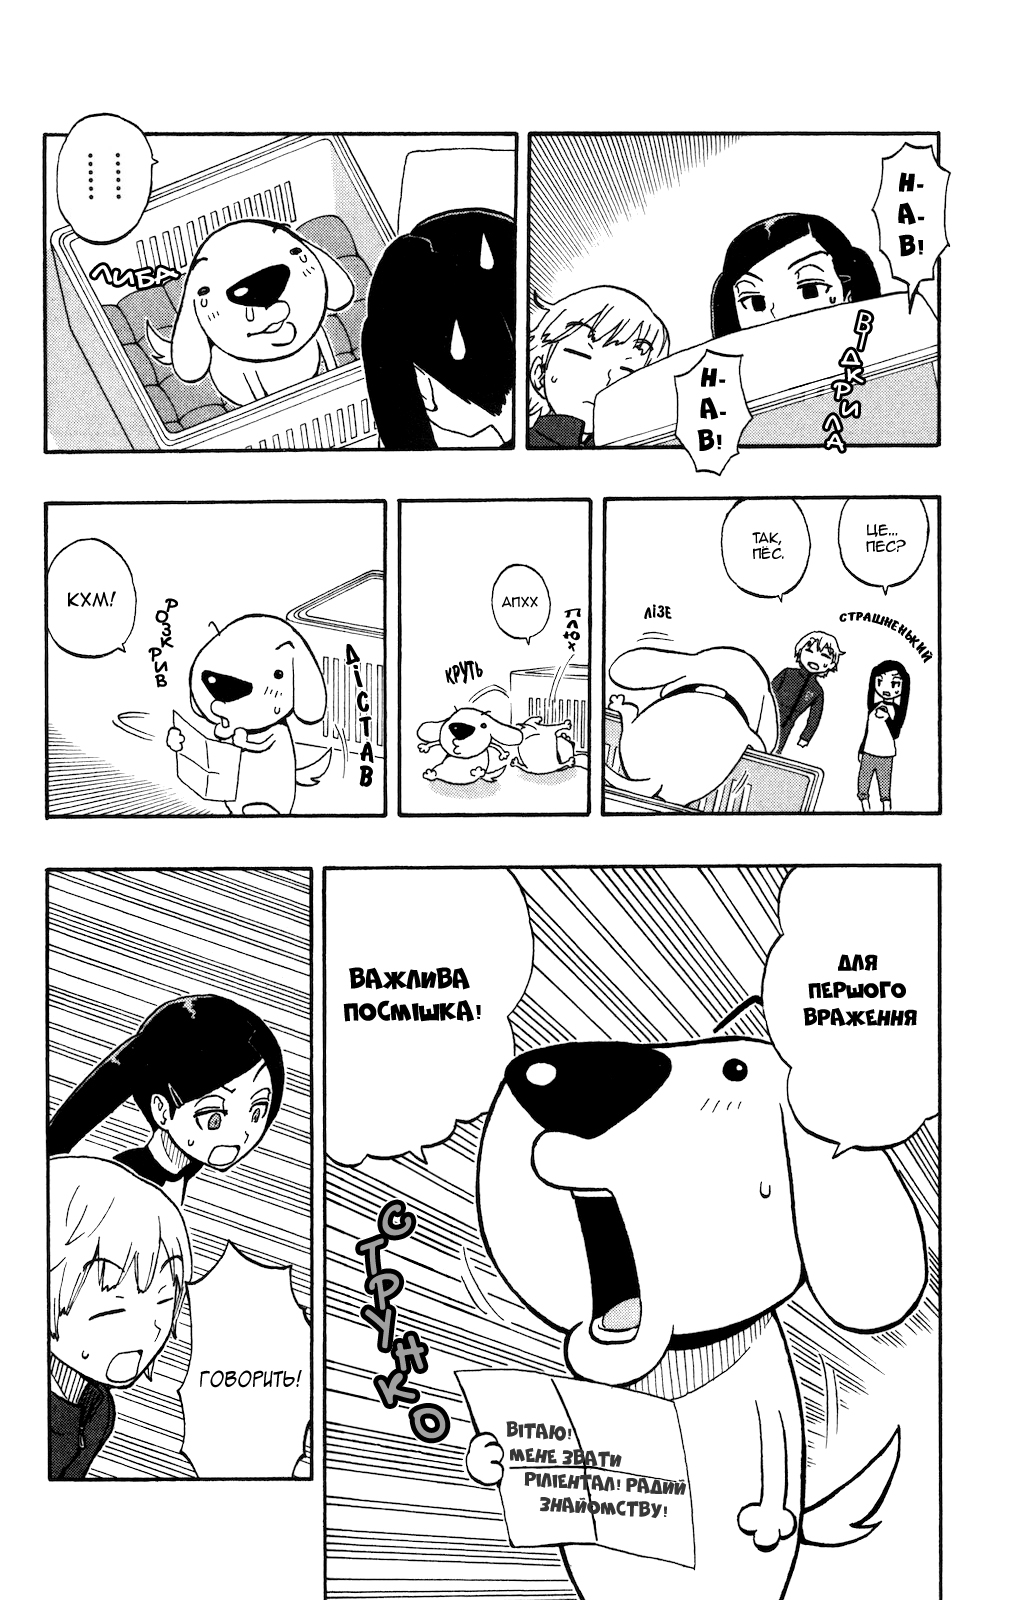 Н-
А-
В!
ВІДКРИЛА
Н-
А-
В!
......
......
ЛИБА
ЦЕ...
ПЕС?
ТАК,
ПЁС.
СТРАШНЕНЬКИЙ
ЛІЗЕ
ПЛЮХ
АПХХ
КРУТЬ
ДІСТАВ
РОЗКРИВ
КХМ!
ДЛЯ
ПЕРШОГО
ВРАЖЕННЯ
ВАЖЛИВА
ПОСМІШКА!
СТРУНКО
ВІТАЮ!
МЕНЕ ЗВАТИ
РІЛІЕНТАЛ! РАДИЙ
ЗНАЙОМСТВУ!
ГОВОРИТЬ!